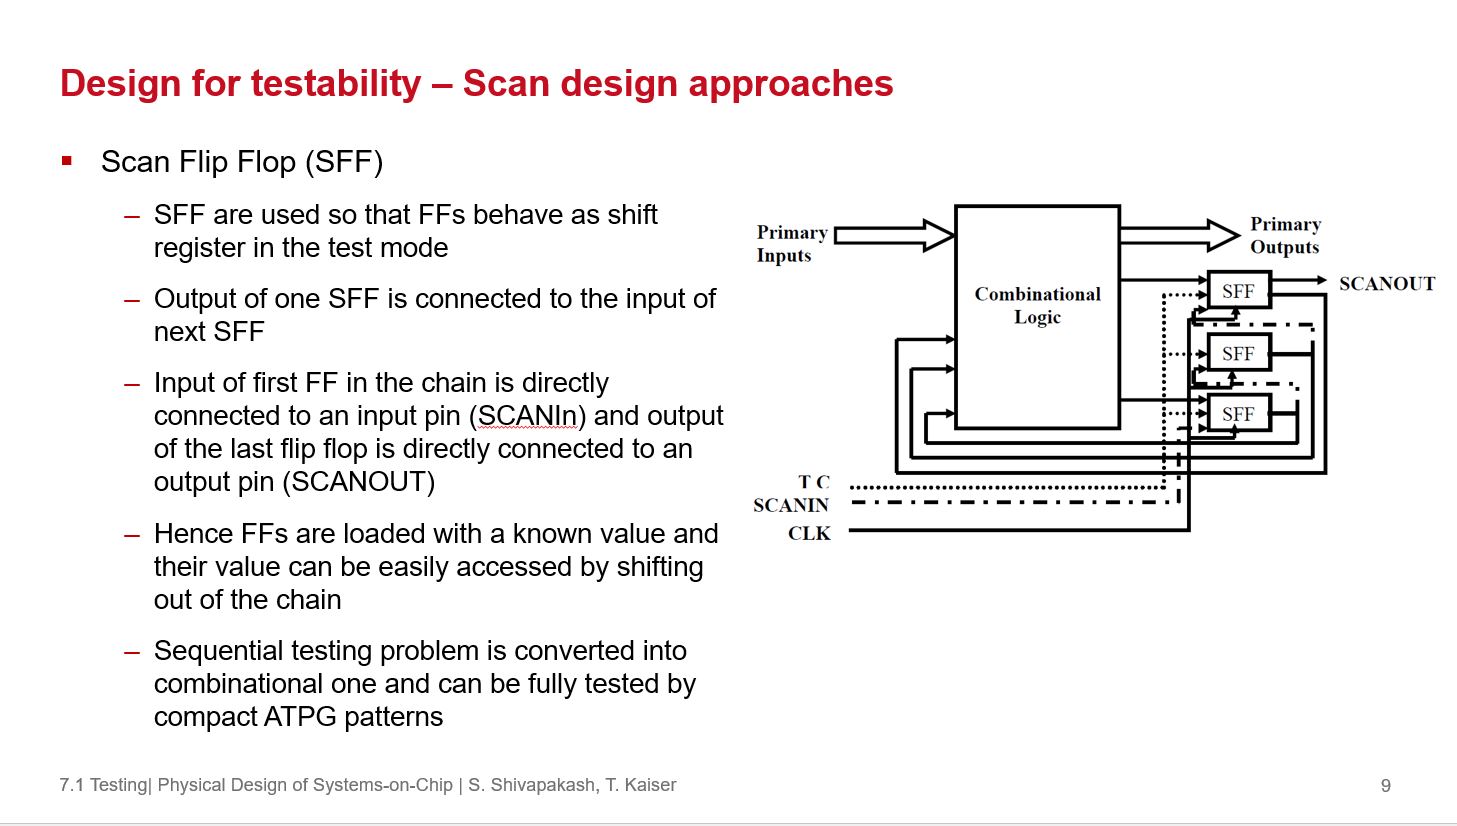 Design for testability – Scan design approaches
Scan Flip Flop (SFF)
– SFF are used so that FFs behave as shift
register in the test mode
– Output of one SFF is connected to the input of
next SFF
– Input of first FF in the chain is directly
connected to an input pin (SCANIn) and output
of the last flip flop is directly connected to an
output pin (SCANOUT)
– Hence FFs are loaded with a known value and
their value can be easily accessed by shifting
out of the chain
– Sequential testing problem is converted into
combinational one and can be fully tested by
compact ATPG patterns
Primary
Inputs
Combinational
Logic
Primary
Outputs
SFF
SCANOUT
SFF
SFF
T C
SCANIN
CLK
7.1 Testing| Physical Design of Systems-on-Chip | S. Shivapakash, T. Kaiser
9